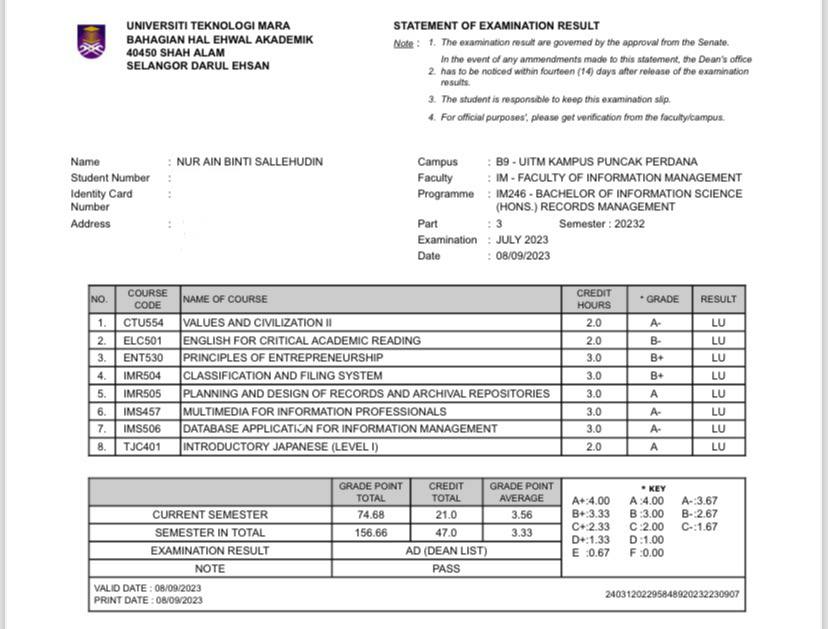 UNIVERSITI TEKNOLOGI MARA
BAHAGIAN HAL EHWAL AKADEMIK
40450 SHAH ALAM
SELANGOR DARUL EHSAN
STATEMENT OF EXAMINATION RESULT
Note : 1. The examination result are governed by the approval from the Senate.
In the event of any ammendments made to this statement, the Dean's office
2. has to be noticed within fourteen (14) days after release of the examination
results.
3. The student is responsible to keep this examination slip.
4. For official purposes', please get verification from the faculty/campus.
Name : NUR AIN BINTI SALLEHUDIN
Student Number :
Identity Card :
Number
Address :
Campus : B9 - UITM KAMPUS PUNCAK PERDANA
Faculty : IM - FACULTY OF INFORMATION MANAGEMENT
Programme : IM246 - BACHELOR OF INFORMATION SCIENCE
(HONS.) RECORDS MANAGEMENT
Part : 3 Semester : 20232
Examination : JULY 2023
Date : 08/09/2023
NO. COURSE CODE NAME OF COURSE CREDIT HOURS * GRADE RESULT
1. CTU554 VALUES AND CIVILIZATION II 2.0 A- LU
2. ELC501 ENGLISH FOR CRITICAL ACADEMIC READING 2.0 B- LU
3. ENT530 PRINCIPLES OF ENTREPRENEURSHIP 3.0 B+ LU
4. IMR504 CLASSIFICATION AND FILING SYSTEM 3.0 B+ LU
5. IMR505 PLANNING AND DESIGN OF RECORDS AND ARCHIVAL REPOSITORIES 3.0 A LU
6. IMS457 MULTIMEDIA FOR INFORMATION PROFESSIONALS 3.0 A- LU
7. IMS506 DATABASE APPLICATION FOR INFORMATION MANAGEMENT 3.0 A- LU
8. TJC401 INTRODUCTORY JAPANESE (LEVEL I) 2.0 A LU
GRADE POINT TOTAL CREDIT TOTAL GRADE POINT AVERAGE
CURRENT SEMESTER 74.68 21.0 3.56
SEMESTER IN TOTAL 156.66 47.0 3.33
EXAMINATION RESULT AD (DEAN LIST)
NOTE PASS
* KEY
A+:4.00 A :4.00 A-:3.67
B+:3.33 B :3.00 B-:2.67
C+:2.33 C :2.00 C-:1.67
D+:1.33 D :1.00
E :0.67 F :0.00
VALID DATE : 08/09/2023
PRINT DATE : 08/09/2023
24031202295848920232230907